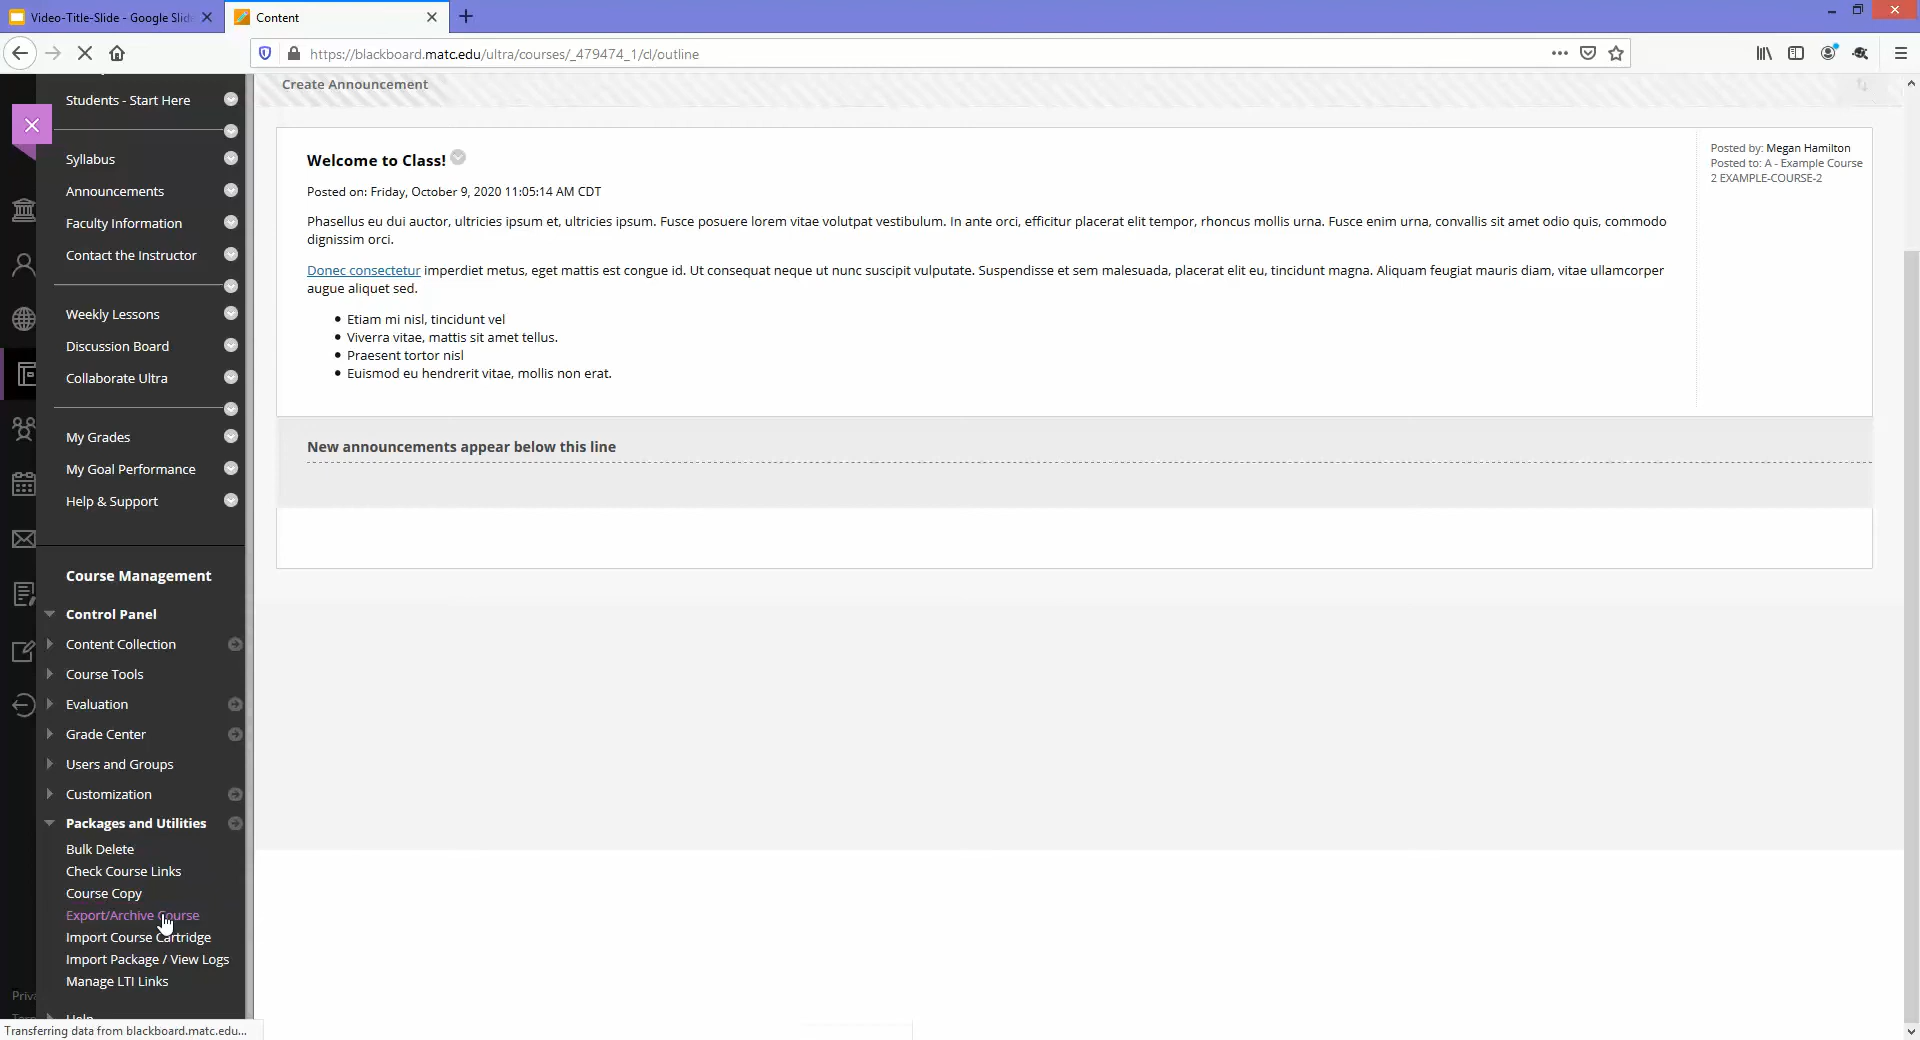 Video-Title-Slide - Google Slid
Content
https://blackboard.matc.edu/ultra/courses/_479474_1/cl/outline
Students - Start Here
Syllabus
Announcements
Faculty Information
Contact the Instructor
Weekly Lessons
Discussion Board
Collaborate Ultra
My Grades
My Goal Performance
Help & Support
Course Management
Control Panel
Content Collection
Course Tools
Evaluation
Grade Center
Users and Groups
Customization
Packages and Utilities
Bulk Delete
Check Course Links
Course Copy
Export/Archive Course
Import Course Cartridge
Import Package / View Logs
Manage LTI Links
Help
Priva
Transferring data from blackboard.matc.edu...
Create Announcement
Welcome to Class!
Posted on: Friday, October 9, 2020 11:05:14 AM CDT
Phasellus eu dui auctor, ultricies ipsum et, ultricies ipsum. Fusce posuere lorem vitae volutpat vestibulum. In ante orci, efficitur placerat elit tempor, rhoncus mollis urna. Fusce enim urna, convallis sit amet odio quis, commodo
dignissim orci.
Donec consectetur imperdiet metus, eget mattis est congue id. Ut consequat neque ut nunc suscipit vulputate. Suspendisse et sem malesuada, placerat elit eu, tincidunt magna. Aliquam feugiat mauris diam, vitae ullamcorper
augue aliquet sed.
• Etiam mi nisl, tincidunt vel
• Viverra vitae, mattis sit amet tellus.
• Praesent tortor nisl
• Euismod eu hendrerit vitae, mollis non erat.
Posted by: Megan Hamilton
Posted to: A - Example Course
2 EXAMPLE-COURSE-2
New announcements appear below this line